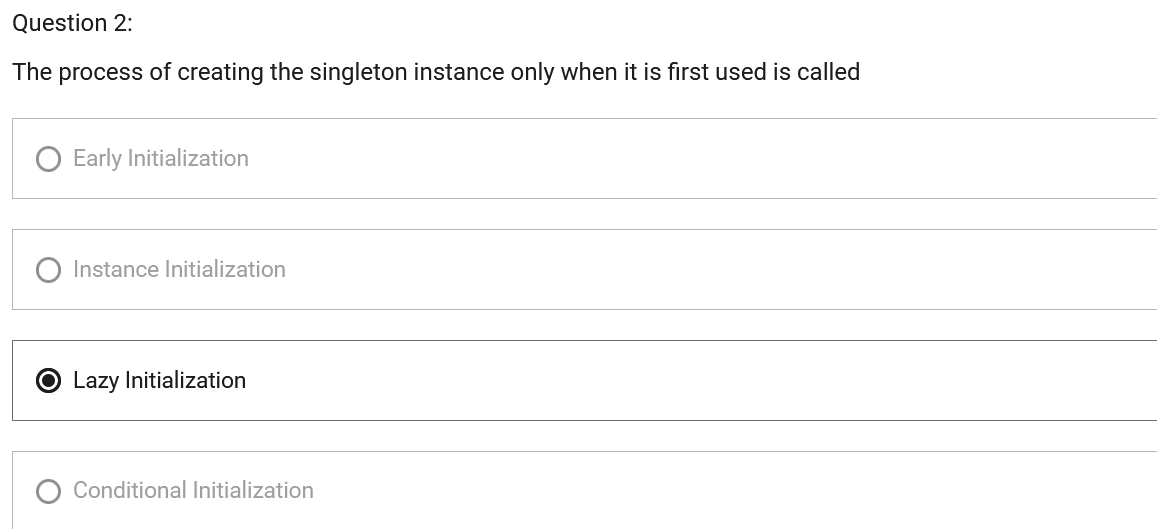 Question 2:
The process of creating the singleton instance only when it is first used is called
Early Initialization
Instance Initialization
Lazy Initialization
Conditional Initialization